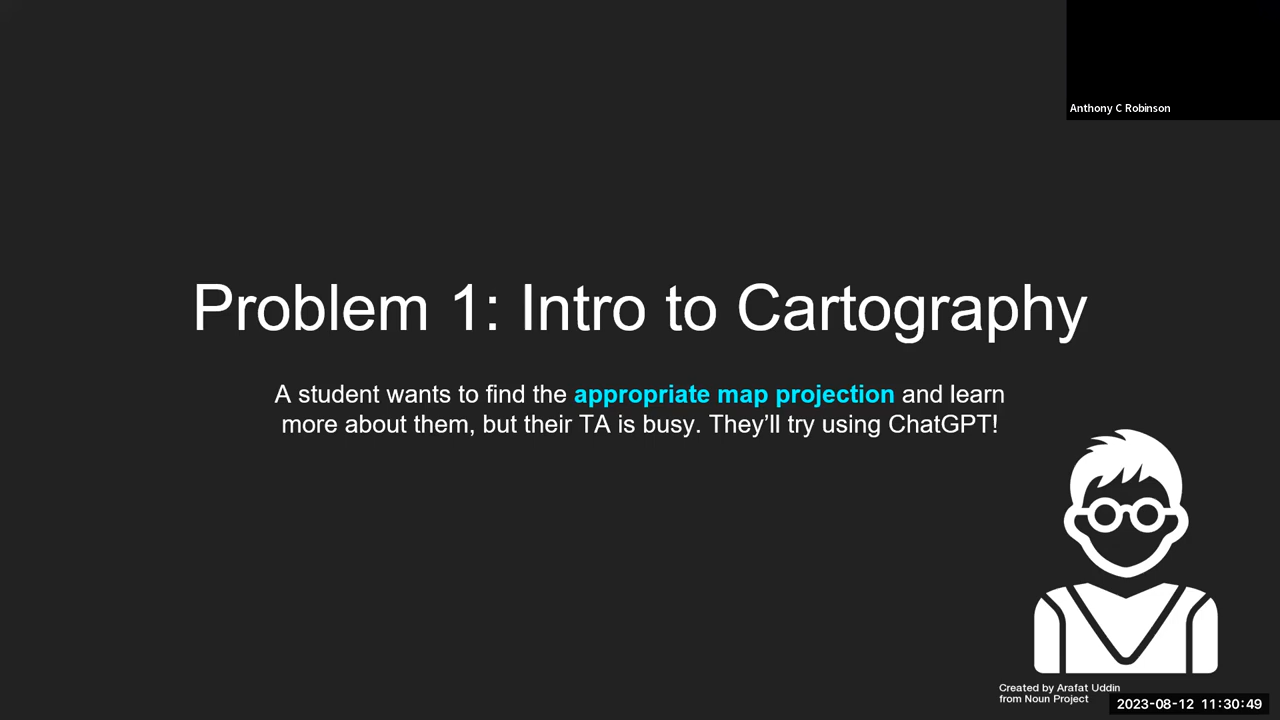 Anthony C Robinson
Problem 1: Intro to Cartography
A student wants to find the appropriate map projection and learn
more about them, but their TA is busy. They’ll try using ChatGPT!
Created by Arafat Uddin
from Noun Project
2023-08-12 11:30:49